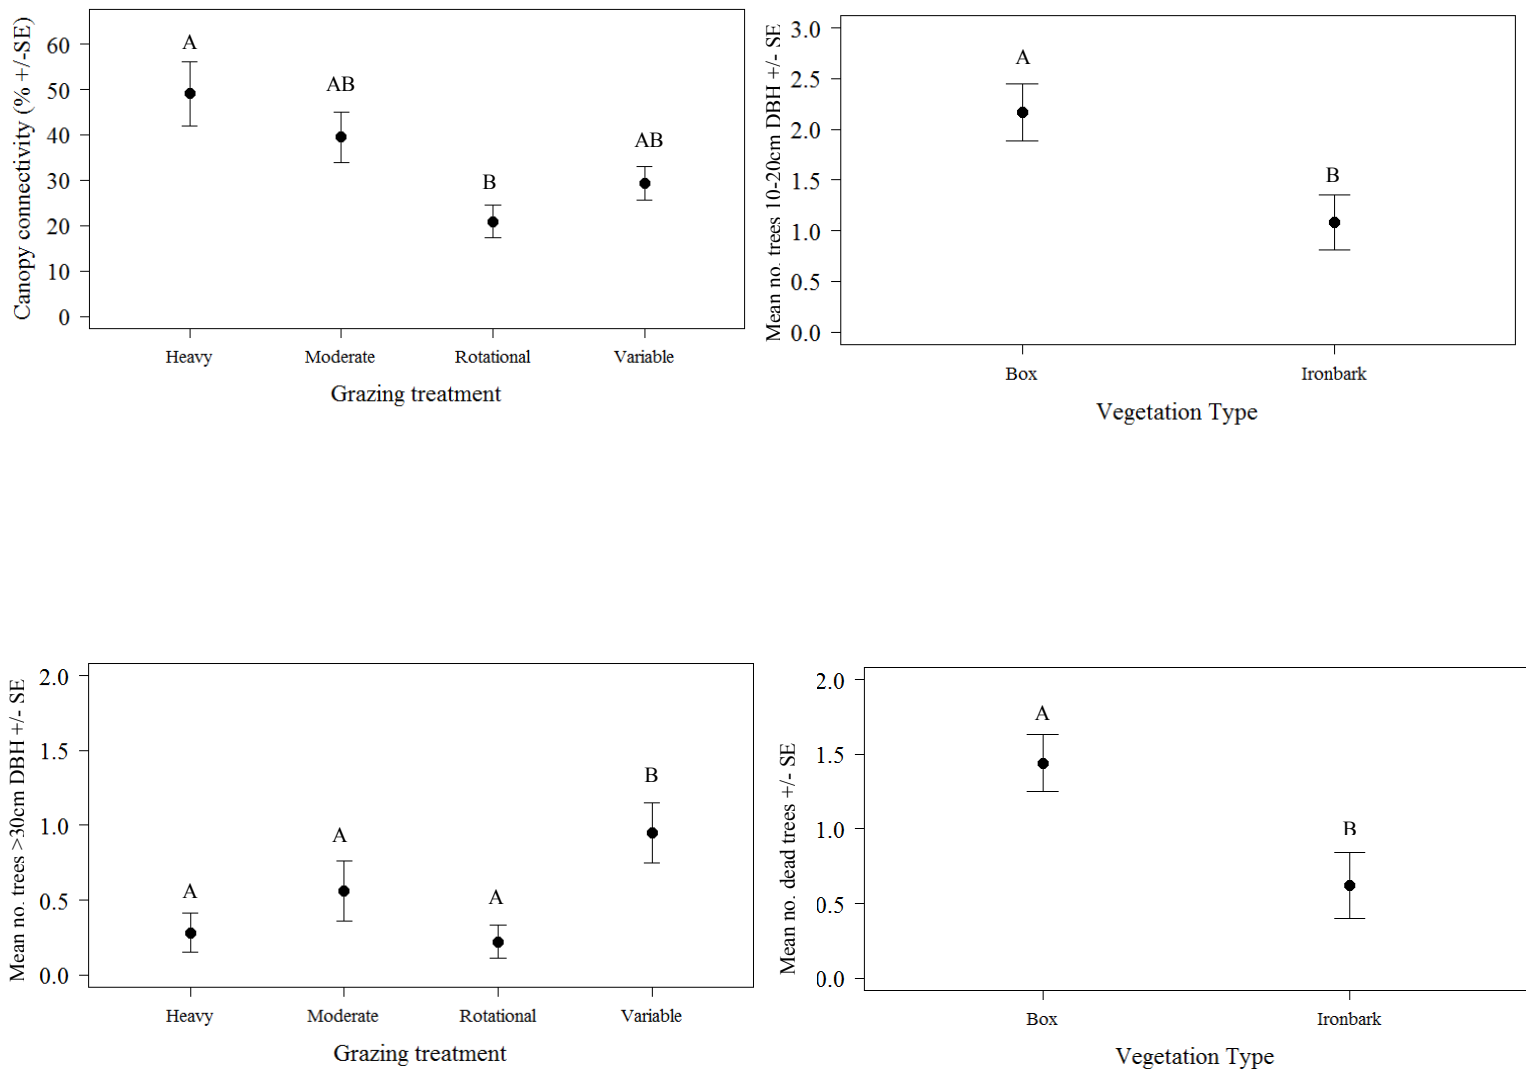 Canopy connectivity (% +/-SE)
60
50
40
30
20
10
0
A
AB
B
AB
Heavy Moderate Rotational Variable
Grazing treatment
Mean no. trees 10-20cm DBH +/- SE
3.0
2.5
2.0
1.5
1.0
0.5
0.0
A
B
Box Ironbark
Vegetation Type
Mean no. trees >30cm DBH +/- SE
2.0
1.5
1.0
0.5
0.0
A
A
A
B
Heavy Moderate Rotational Variable
Grazing treatment
Mean no. dead trees +/- SE
2.0
1.5
1.0
0.5
0.0
A
B
Box Ironbark
Vegetation Type